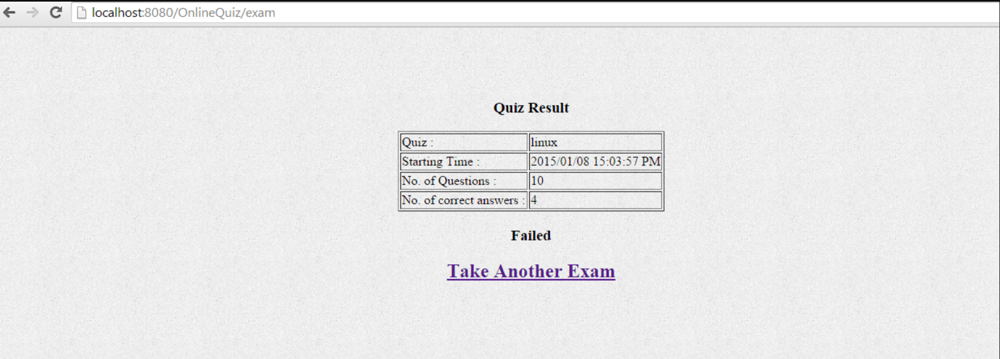 localhost:8080/OnlineQuiz/exam
Quiz Result
Quiz : linux
Starting Time : 2015/01/08 15:03:57 PM
No. of Questions : 10
No. of correct answers : 4
Failed
Take Another Exam